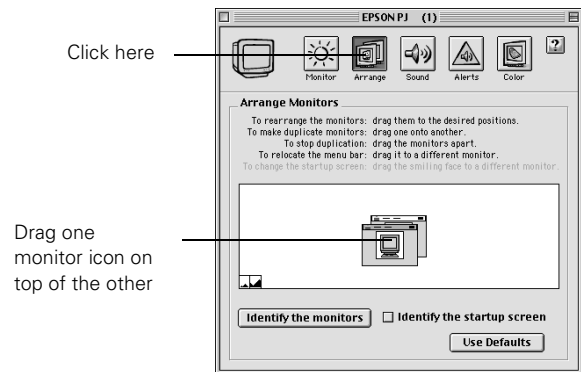 EPSON PJ (1)
Click here
Monitor
Arrange
Sound
Alerts
Color
?
Arrange Monitors
To rearrange the monitors: drag them to the desired positions.
To make duplicate monitors: drag one onto another.
To stop duplication: drag the monitors apart.
To relocate the menu bar: drag it to a different monitor.
To change the startup screen: drag the smiling face to a different monitor.
Drag one
monitor icon on
top of the other
Identify the monitors
Identify the startup screen
Use Defaults